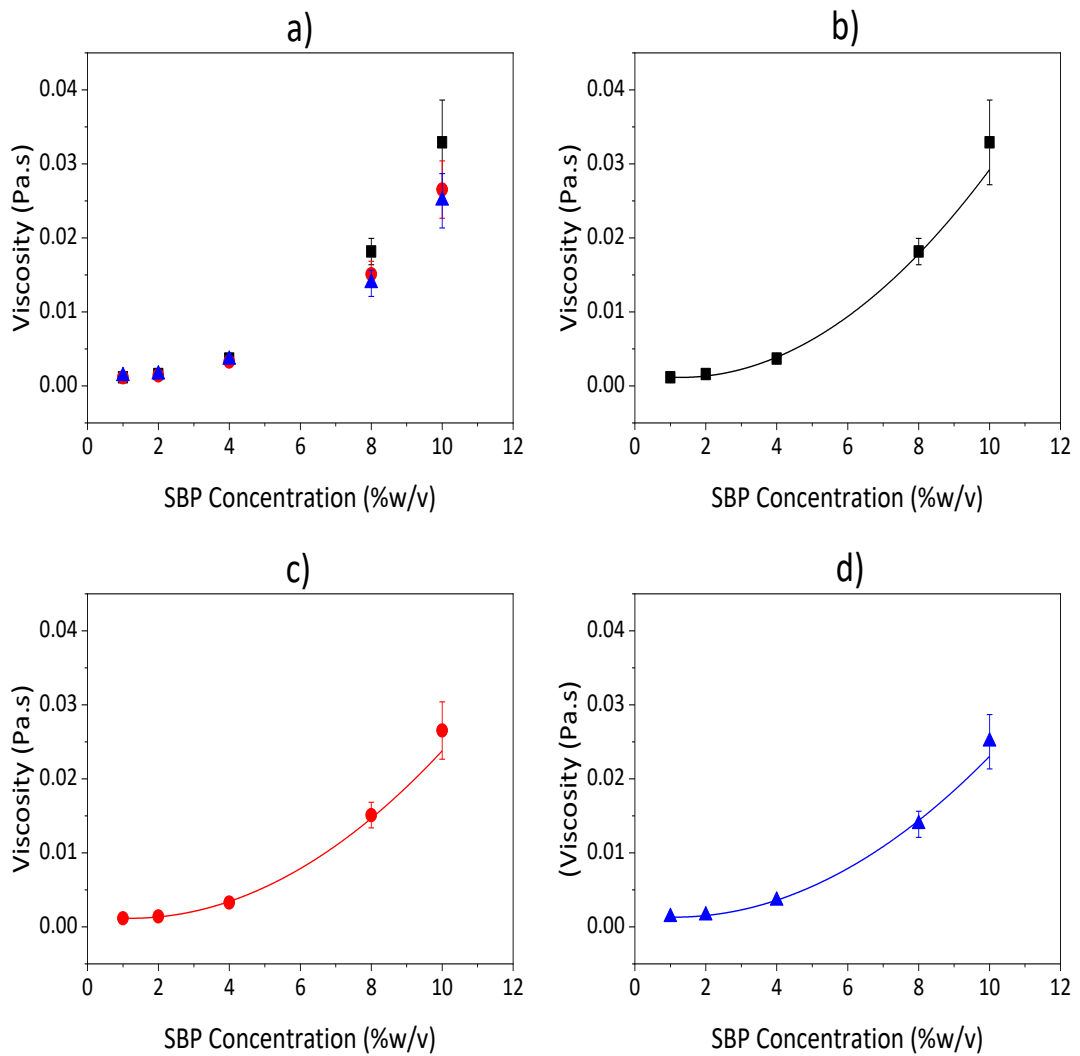 a)
0.04
0.03
0.02
0.01
0.00
Viscosity (Pa.s)
0 2 4 6 8 10 12
SBP Concentration (%w/v)
b)
0.04
0.03
0.02
0.01
0.00
Viscosity (Pa.s)
0 2 4 6 8 10 12
SBP Concentration (%w/v)
c)
0.04
0.03
0.02
0.01
0.00
Viscosity (Pa.s)
0 2 4 6 8 10 12
SBP Concentration (%w/v)
d)
0.04
0.03
0.02
0.01
0.00
(Viscosity (Pa.s)
0 2 4 6 8 10 12
SBP Concentration (%w/v)